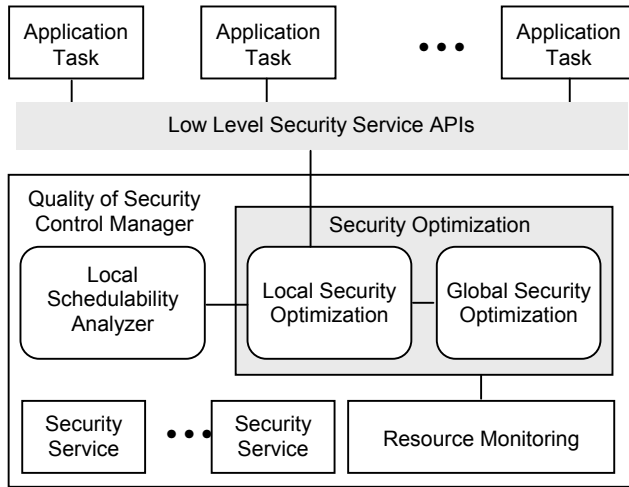 Application
Task
Application
Task
Application
Task
Low Level Security Service APIs
Quality of Security
Control Manager
Security Optimization
Local
Schedulability
Analyzer
Local Security
Optimization
Global Security
Optimization
Security
Service
Security
Service
Resource Monitoring